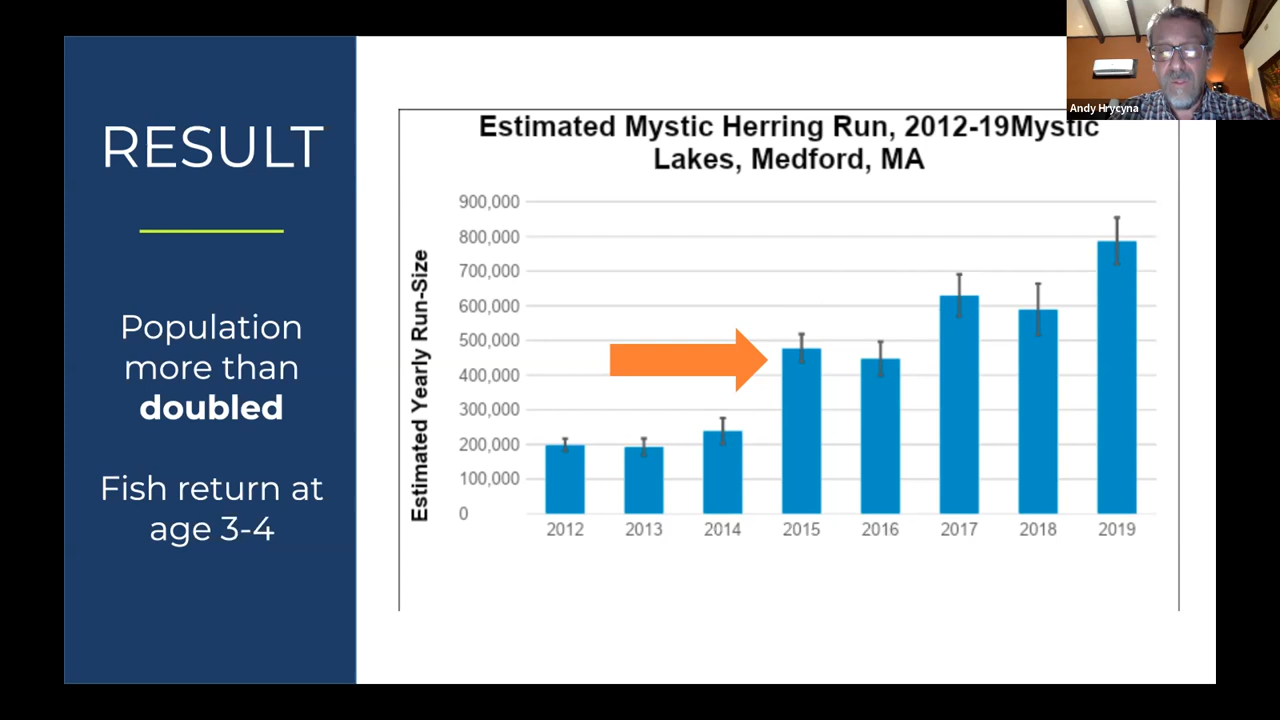 RESULT
Population
more than
doubled
Fish return at
age 3-4
Estimated Mystic Herring Run, 2012-19Mystic
Lakes, Medford, MA
Estimated Yearly Run-Size
900,000
800,000
700,000
600,000
500,000
400,000
300,000
200,000
100,000
0
2012 2013 2014 2015 2016 2017 2018 2019
Andy Hrycyna